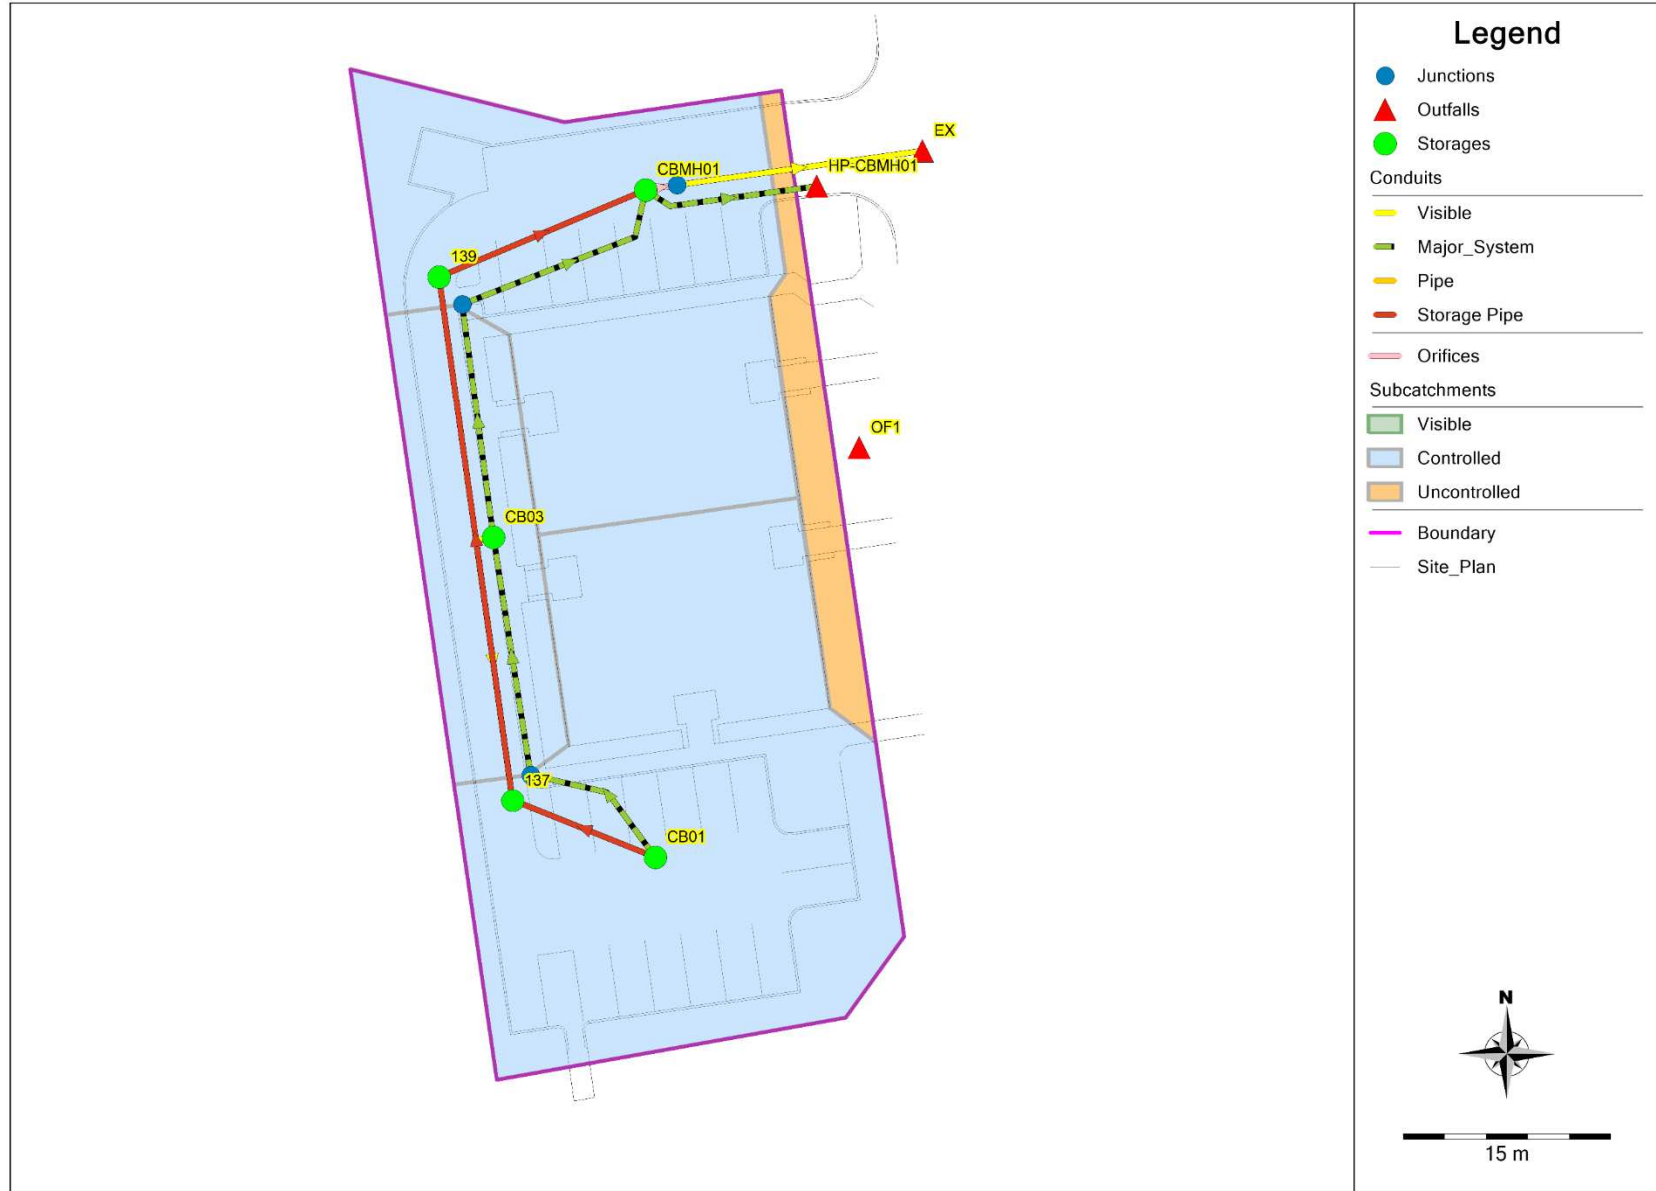 EX
HP-CBMH01
CBMH01
139
OF1
CB03
137
CB01
Legend
Junctions
Outfalls
Storages
Conduits
Visible
Major_System
Pipe
Storage Pipe
Orifices
Subcatchments
Visible
Controlled
Uncontrolled
Boundary
Site_Plan
N
15 m